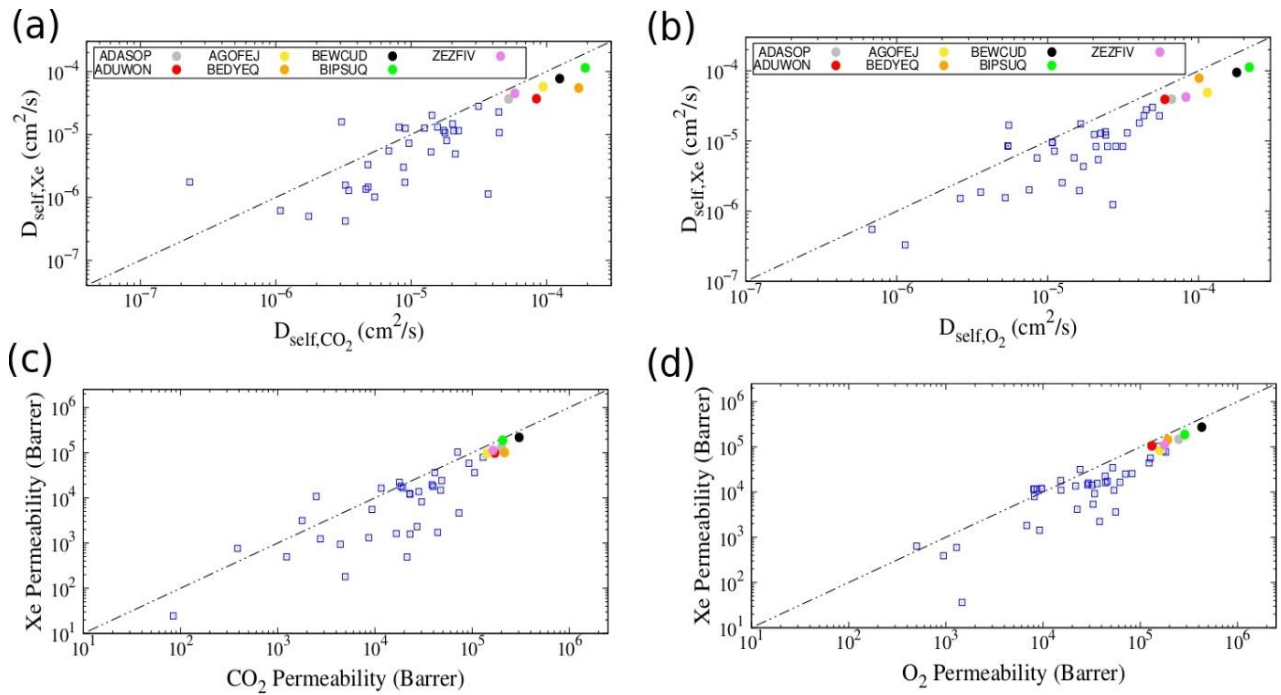 (a)
ADASOP AGOFEJ BEWCUD ZEZFIV
ADUWON BEDYEQ BIPSUQ
10⁻⁴
10⁻⁵
10⁻⁶
10⁻⁷
D_self,Xe (cm²/s)
10⁻⁷ 10⁻⁶ 10⁻⁵ 10⁻⁴
D_self,CO₂ (cm²/s)
(b)
ADASOP AGOFEJ BEWCUD ZEZFIV
ADUWON BEDYEQ BIPSUQ
10⁻⁴
10⁻⁵
10⁻⁶
10⁻⁷
D_self,Xe (cm²/s)
10⁻⁷ 10⁻⁶ 10⁻⁵ 10⁻⁴
D_self,O₂ (cm²/s)
(c)
10⁶
10⁵
10⁴
10³
10²
10¹
Xe Permeability (Barrer)
10¹ 10² 10³ 10⁴ 10⁵ 10⁶
CO₂ Permeability (Barrer)
(d)
10⁶
10⁵
10⁴
10³
10²
10¹
Xe Permeability (Barrer)
10¹ 10² 10³ 10⁴ 10⁵ 10⁶
O₂ Permeability (Barrer)